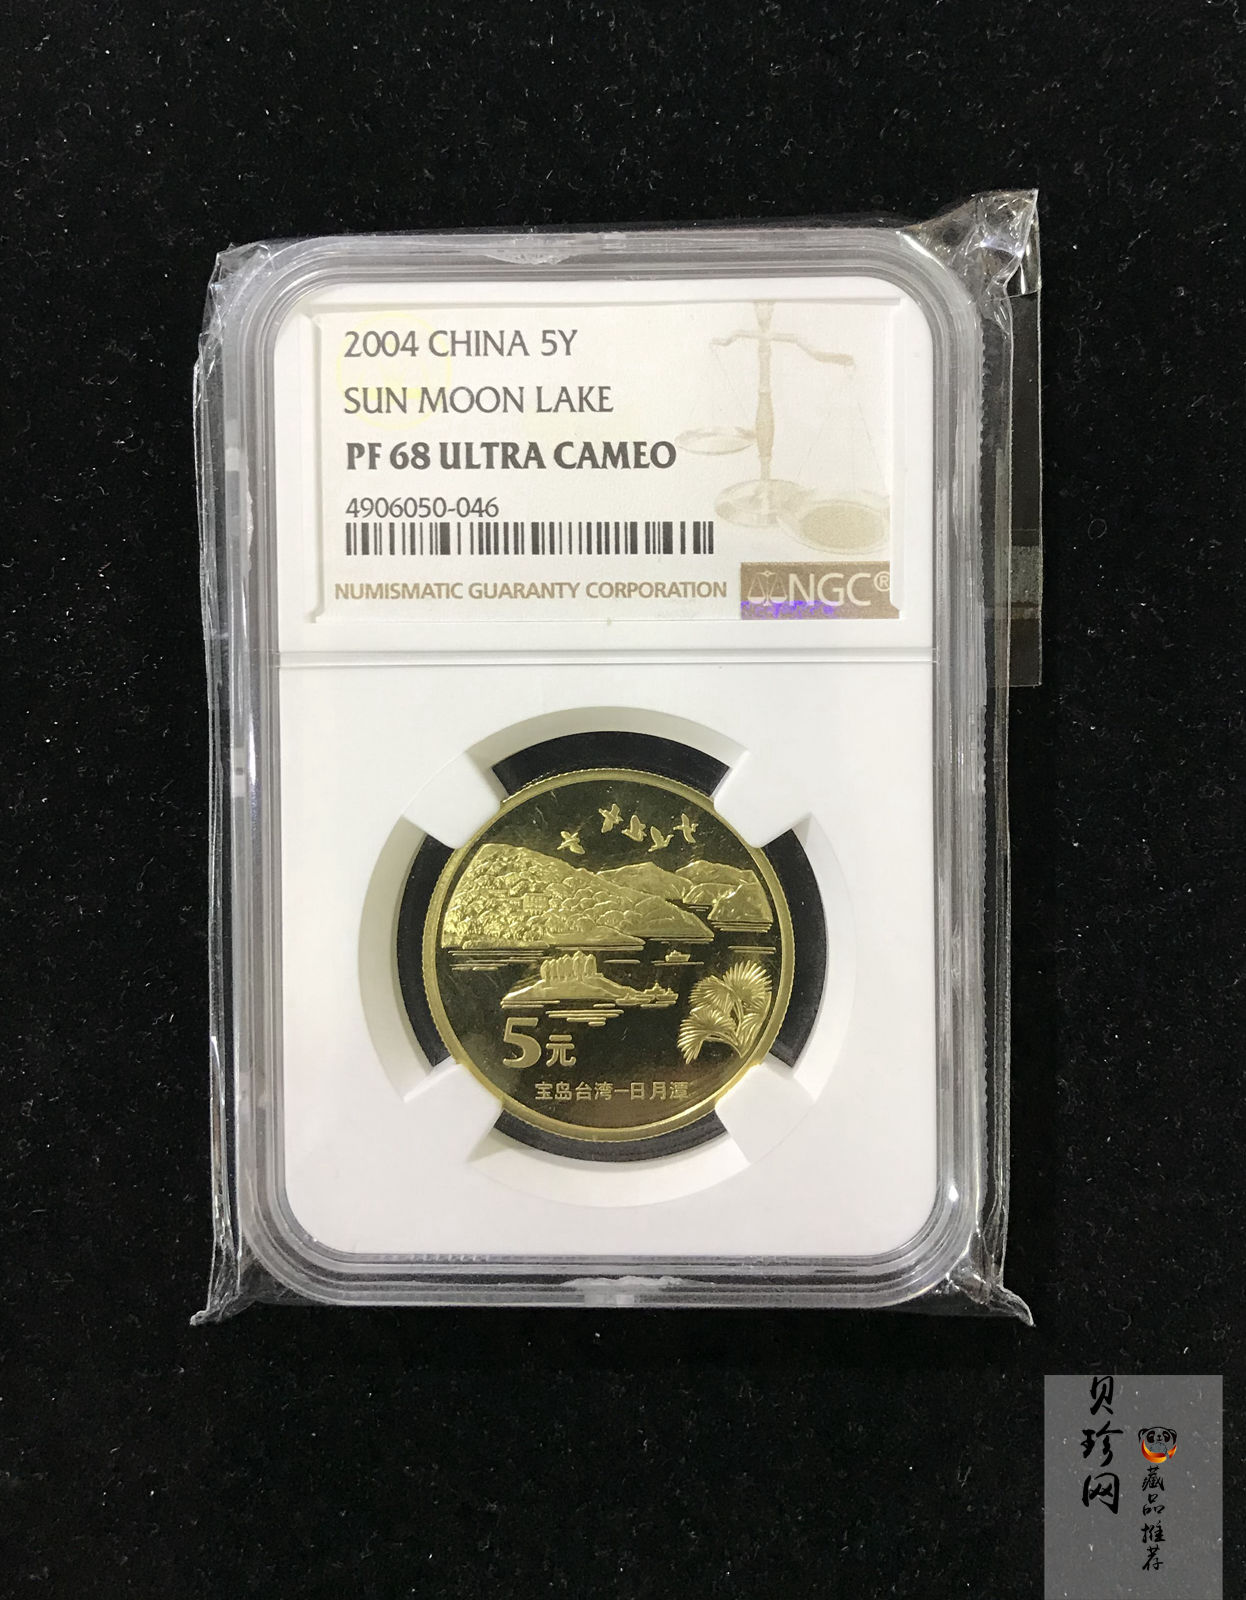 2004 CHINA 5Y
SUN MOON LAKE
PF 68 ULTRA CAMEO
4906050-046
NUMISMATIC GUARANTY CORPORATION
NGC®
5元
宝岛台湾－日月潭
贝珍网
藏品推荐